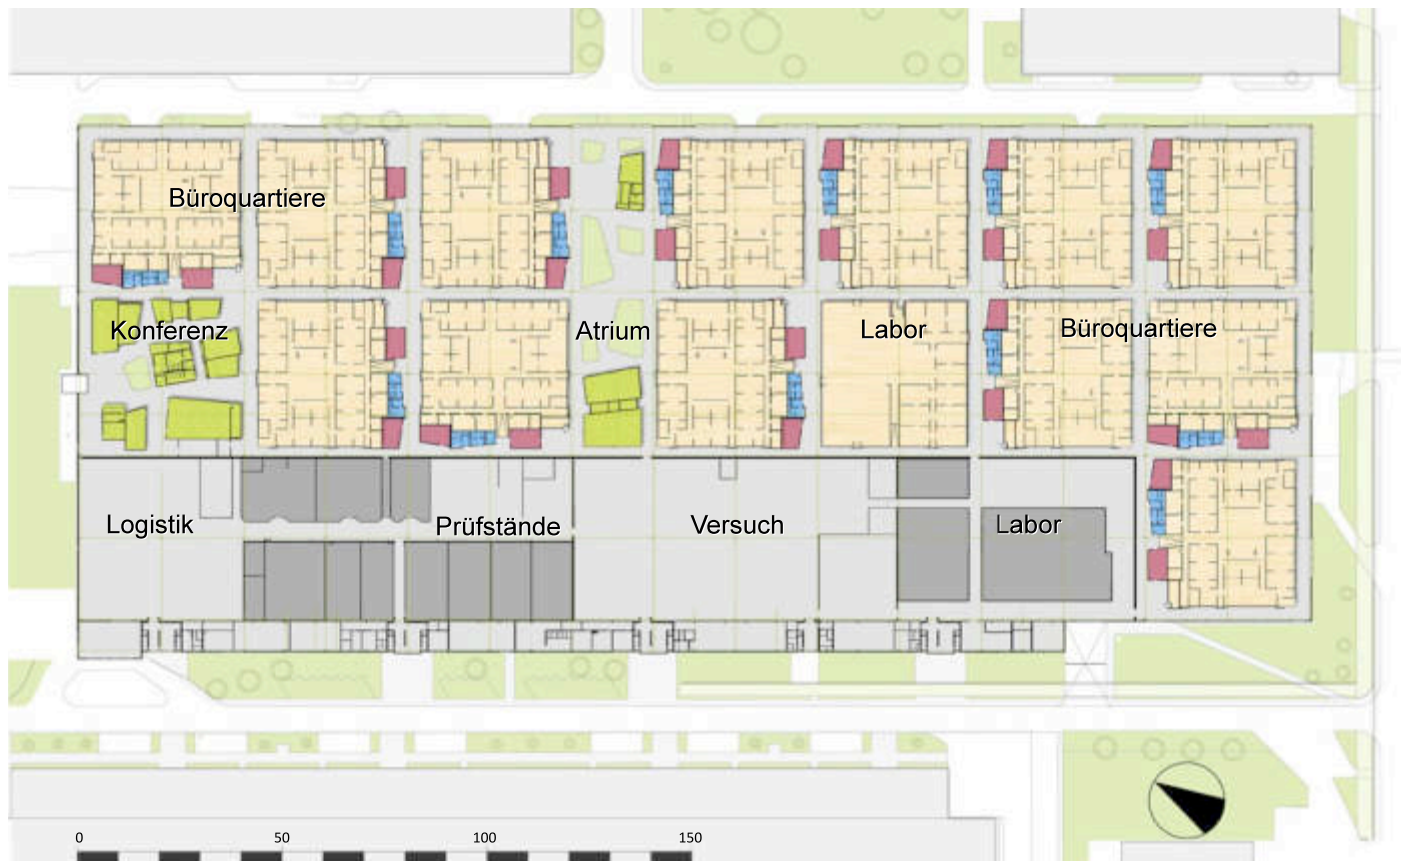 Büroquartiere
Konferenz
Atrium
Labor
Büroquartiere
Logistik
Prüfstände
Versuch
Labor
0 50 100 150